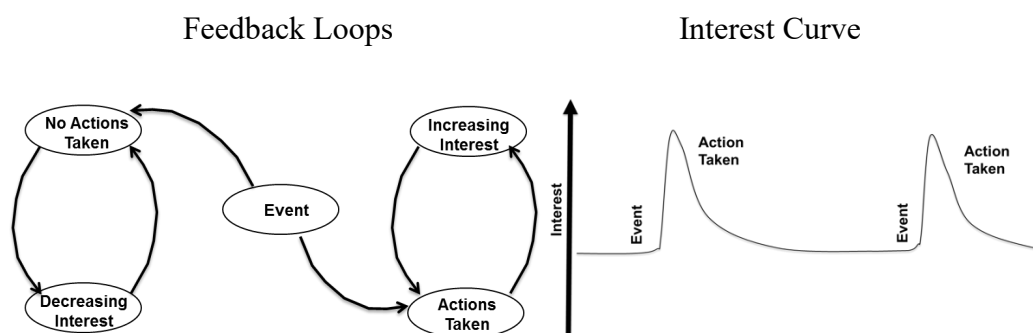 Feedback Loops
Interest Curve
No Actions
Taken
Increasing
Interest
Event
Decreasing
Interest
Actions
Taken
Interest
Event
Action
Taken
Event
Action
Taken